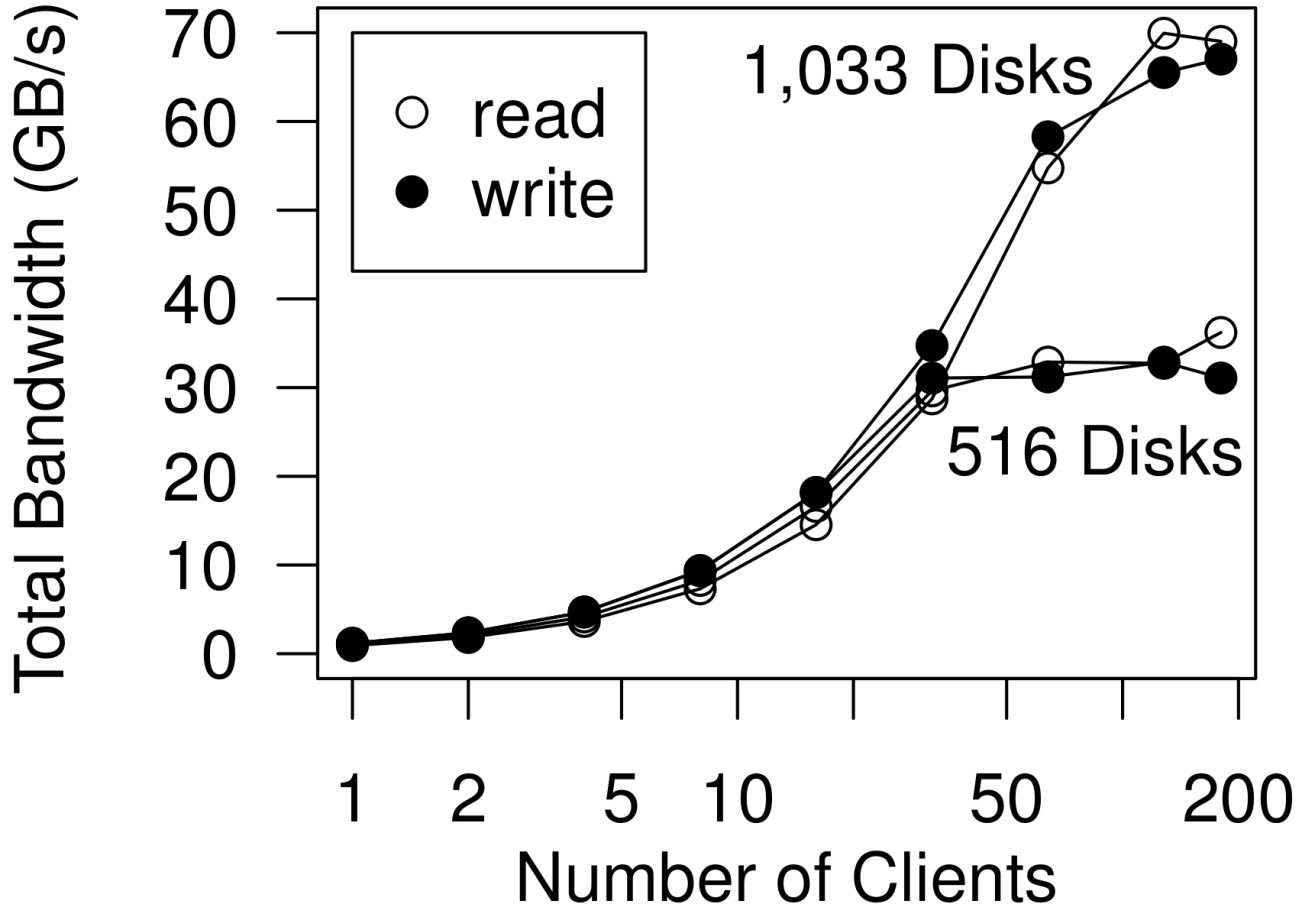 Total Bandwidth (GB/s)
70
60
50
40
30
20
10
0
read
write
1,033 Disks
516 Disks
1 2 5 10 50 200
Number of Clients